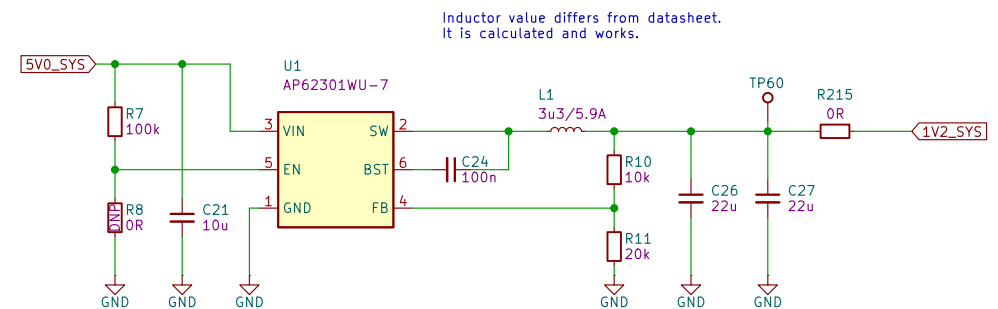 Inductor value differs from datasheet.
It is calculated and works.
5V0_SYS
U1
AP62301WU-7
TP60
L1
3u3/5.9A
R215
0R
R7
100k
3
VIN
SW
2
1V2_SYS
5
EN
BST
6
C24
100n
R10
10k
R8
DNP
0R
C21
10u
1
GND
FB
4
C26
22u
C27
22u
R11
20k
GND
GND
GND
GND
GND
GND